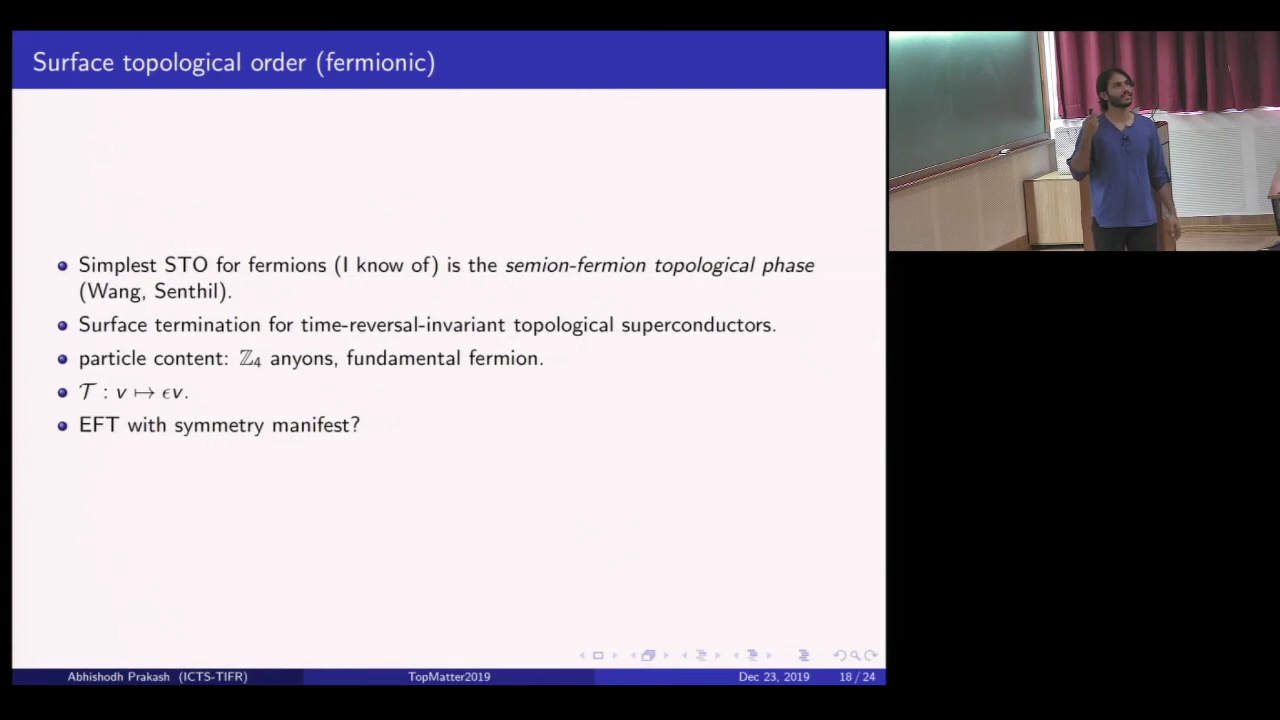 Surface topological order (fermionic)
Simplest STO for fermions (I know of) is the semion-fermion topological phase
(Wang, Senthil).
Surface termination for time-reversal-invariant topological superconductors.
particle content: ℤ₄ anyons, fundamental fermion.
𝒯 : v ↦ ϵv.
EFT with symmetry manifest?
Abhishodh Prakash (ICTS-TIFR) TopMatter2019 Dec 23, 2019 18 / 24